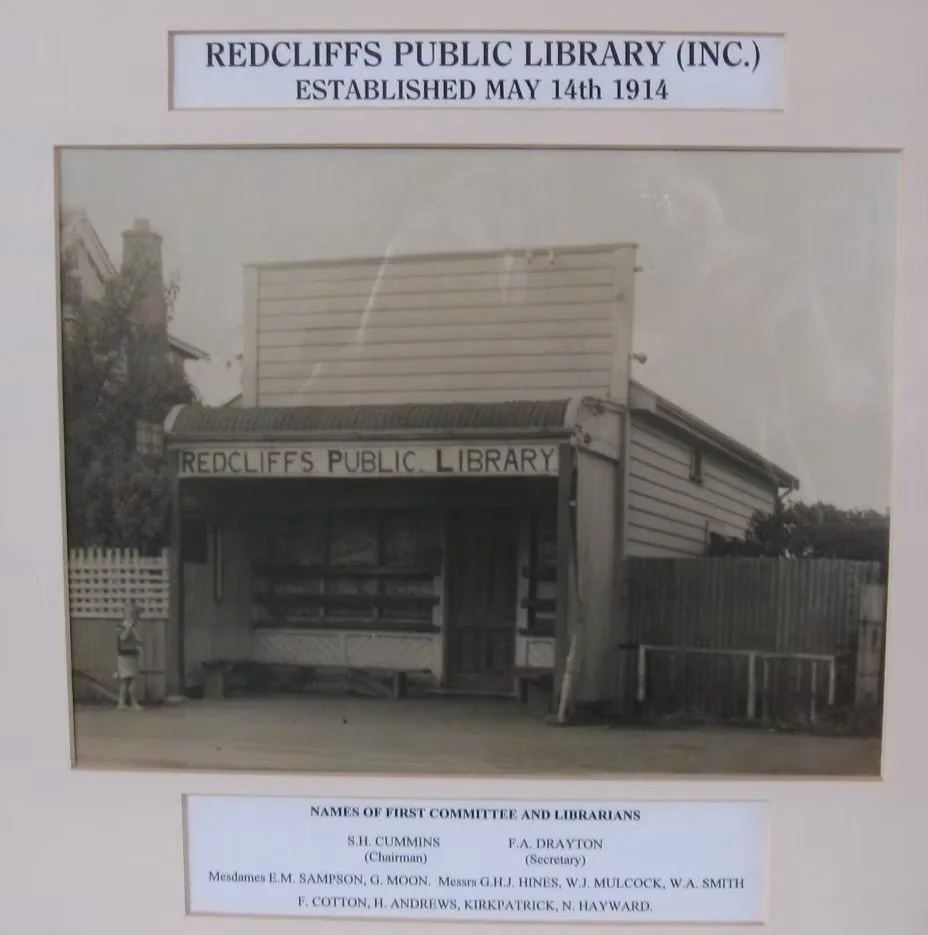 REDCLIFFS PUBLIC LIBRARY (INC.)
ESTABLISHED MAY 14th 1914
REDCLIFFS PUBLIC. LIBRARY
NAMES OF FIRST COMMITTEE AND LIBRARIANS
S.H. CUMMINS F.A. DRAYTON
(Chairman) (Secretary)
Mesdames E.M. SAMPSON, G. MOON. Messrs G.H.J. HINES, W.J. MULCOCK, W.A. SMITH
F. COTTON, H. ANDREWS, KIRKPATRICK, N. HAYWARD.